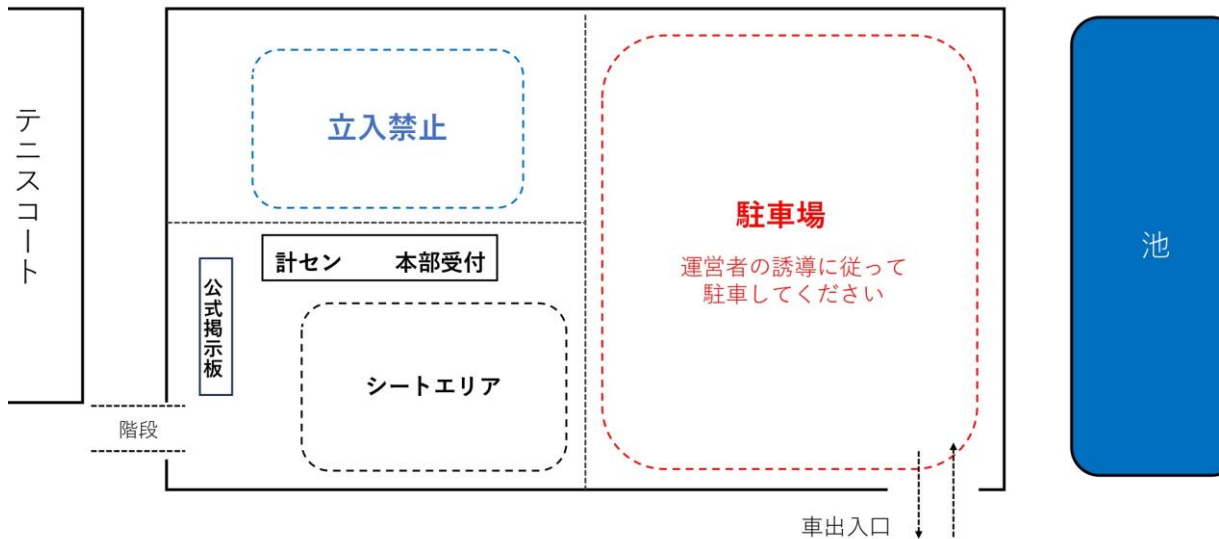 テニスコート
立入禁止
駐車場
運営者の誘導に従って
駐車してください
池
計セン 本部受付
公式掲示板
シートエリア
階段
車出入口